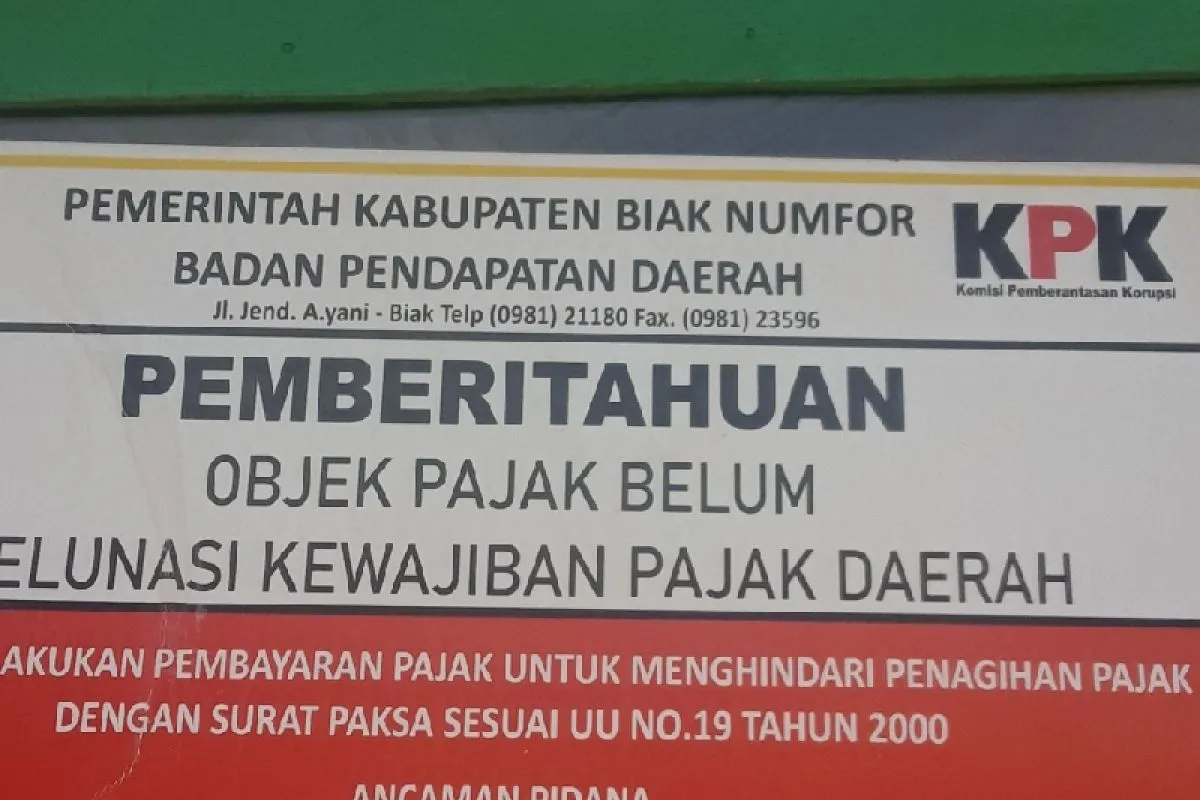 PEMERINTAH KABUPATEN BIAK NUMFOR
BADAN PENDAPATAN DAERAH
Jl. Jend. A.yani - Biak Telp (0981) 21180 Fax. (0981) 23596
KPK
Komisi Pemberantasan Korupsi
PEMBERITAHUAN
OBJEK PAJAK BELUM
ELUNASI KEWAJIBAN PAJAK DAERAH
AKUKAN PEMBAYARAN PAJAK UNTUK MENGHINDARI PENAGIHAN PAJAK
DENGAN SURAT PAKSA SESUAI UU NO.19 TAHUN 2000
ANCAMAN PIDANA